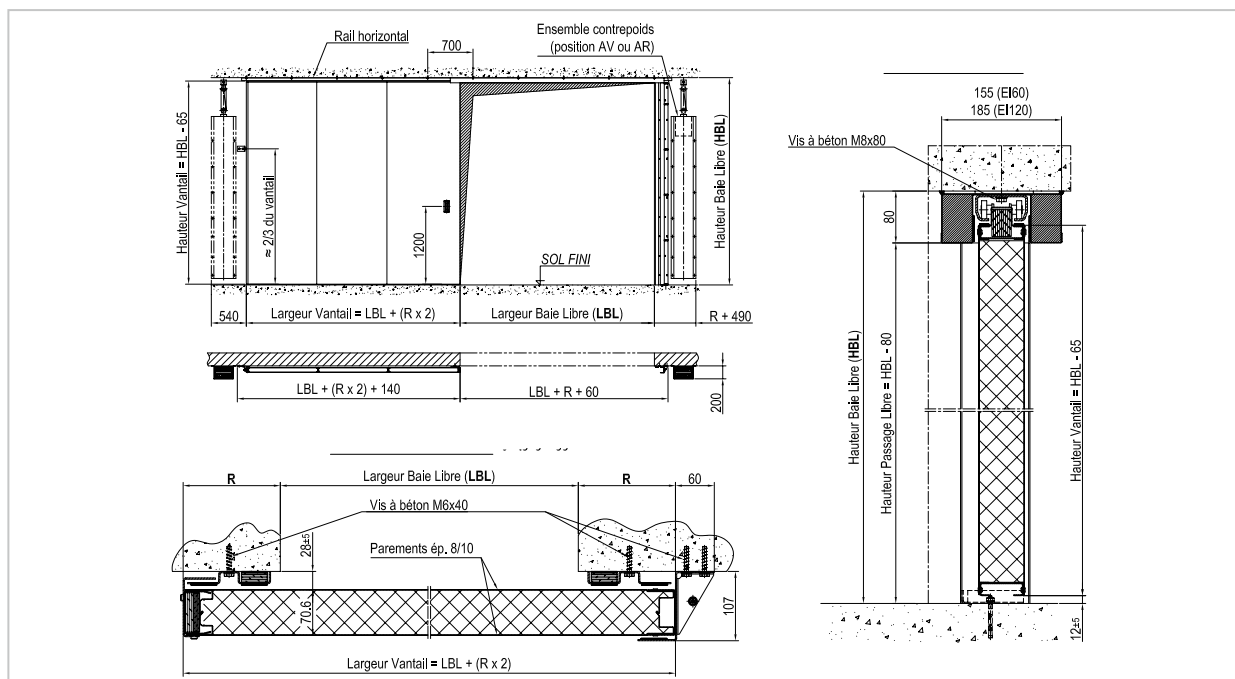 Rail horizontal
700
Ensemble contrepoids
(position AV ou AR)
Hauteur Vantail = HBL - 65
≈ 2/3 du vantail
1200
SOL FINI
Hauteur Baie Libre (HBL)
540
Largeur Vantail = LBL + (R x 2)
Largeur Baie Libre (LBL)
R + 490
LBL + (R x 2) + 140
LBL + R + 60
200
R
Largeur Baie Libre (LBL)
R
60
Vis à béton M6x40
28±5
Parements ép. 8/10
70.6
107
Largeur Vantail = LBL + (R x 2)
155 (EI60)
185 (EI120)
Vis à béton M8x80
80
Hauteur Baie Libre (HBL)
Hauteur Passage Libre = HBL - 80
Hauteur Vantail = HBL - 65
12±5